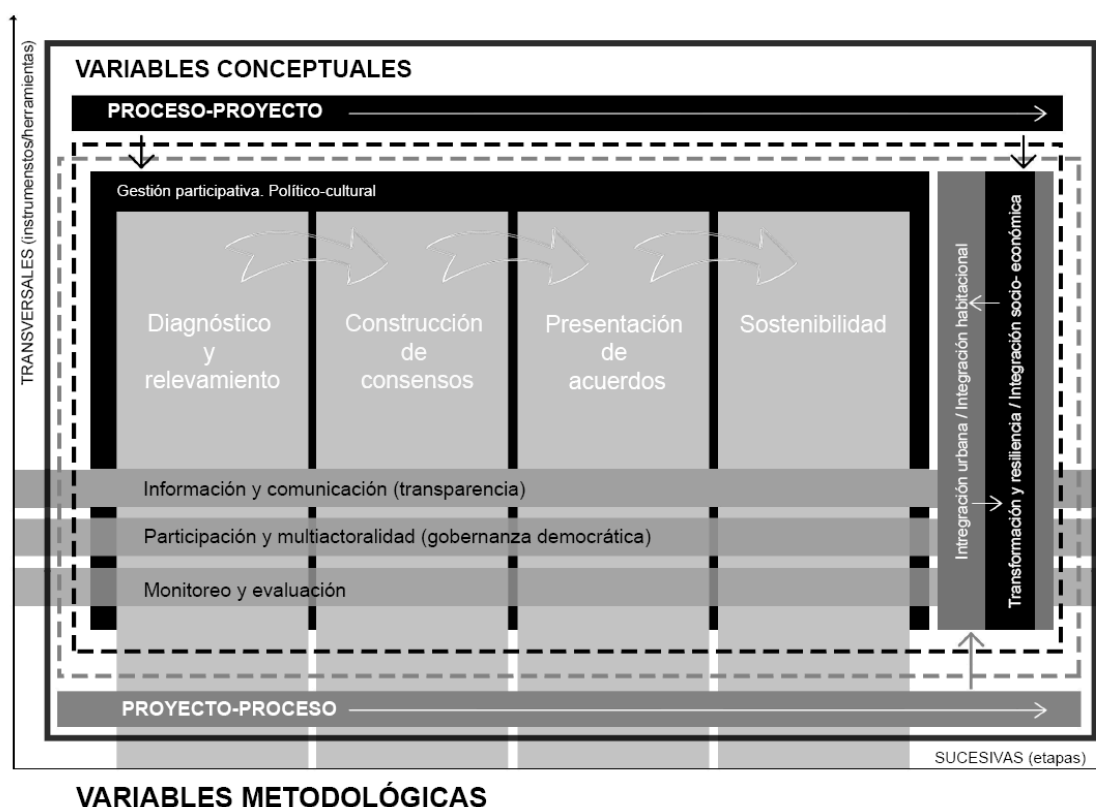 VARIABLES CONCEPTUALES
PROCESO-PROYECTO
TRANSVERSALES (instrumestos/herramientas)
Gestión participativa. Político-cultural
Diagnóstico
y
relevamiento
Construcción
de
consensos
Presentación
de
acuerdos
Sostenibilidad
Información y comunicación (transparencia)
Participación y multiactoralidad (gobernanza democrática)
Monitoreo y evaluación
Intregración urbana / Integración habitacional
Transformación y resiliencia / Integración socio- económica
PROYECTO-PROCESO
SUCESIVAS (etapas)
VARIABLES METODOLÓGICAS